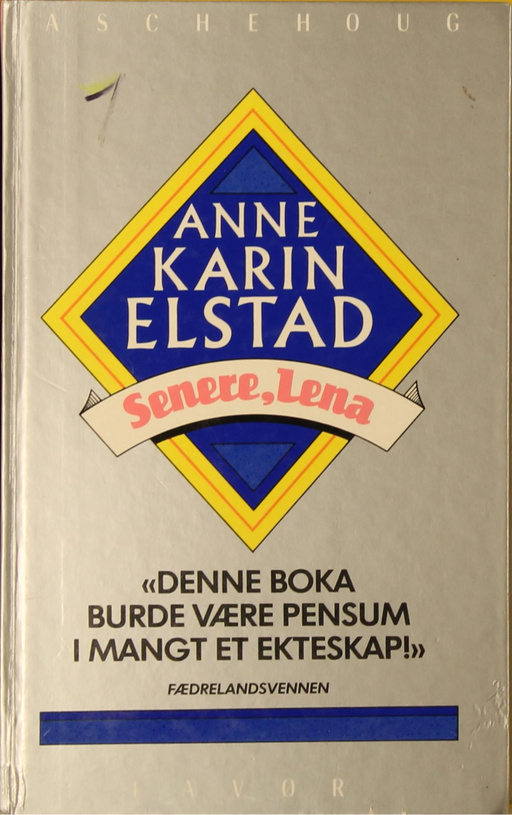 ASCHEHOUG
ANNE
KARIN
ELSTAD
Senere, Lena
«DENNE BOKA
BURDE VÆRE PENSUM
I MANGT ET EKTESKAP!»
FÆDRELANDSVENNEN